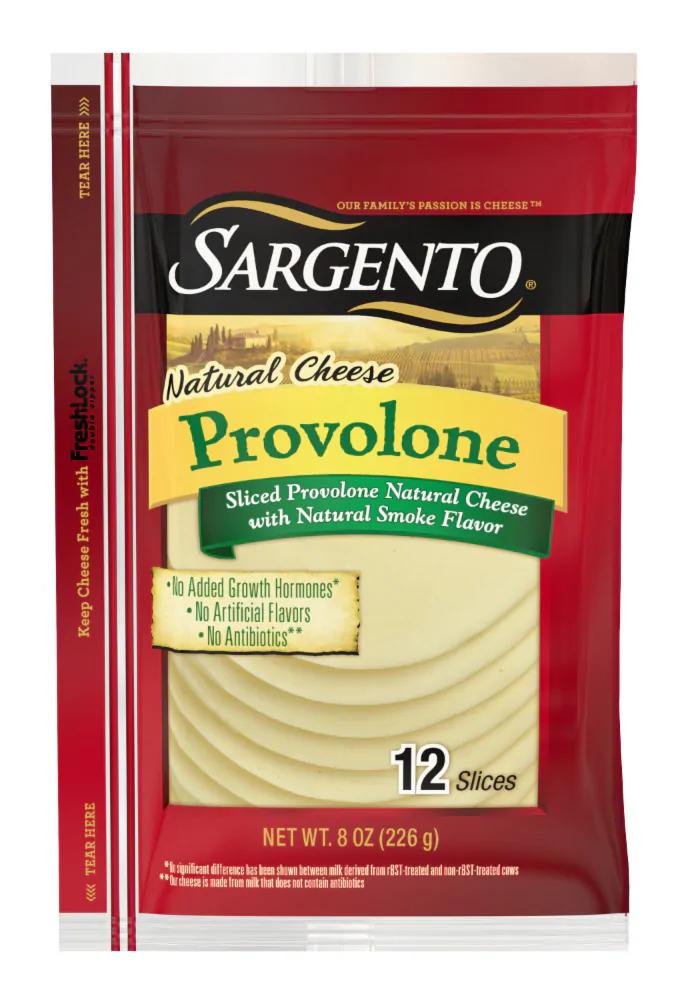 OUR FAMILY'S PASSION IS CHEESE™
SARGENTO®
Natural Cheese
Provolone
Sliced Provolone Natural Cheese
with Natural Smoke Flavor
•No Added Growth Hormones*
• No Artificial Flavors
• No Antibiotics**
12 Slices
NET WT. 8 OZ (226 g)
*No significant difference has been shown between milk derived from rBST-treated and non-rBST-treated cows
**Our cheese is made from milk that does not contain antibiotics
TEAR HERE »»
Keep Cheese Fresh with FreshLock.
double zipper
«« TEAR HERE